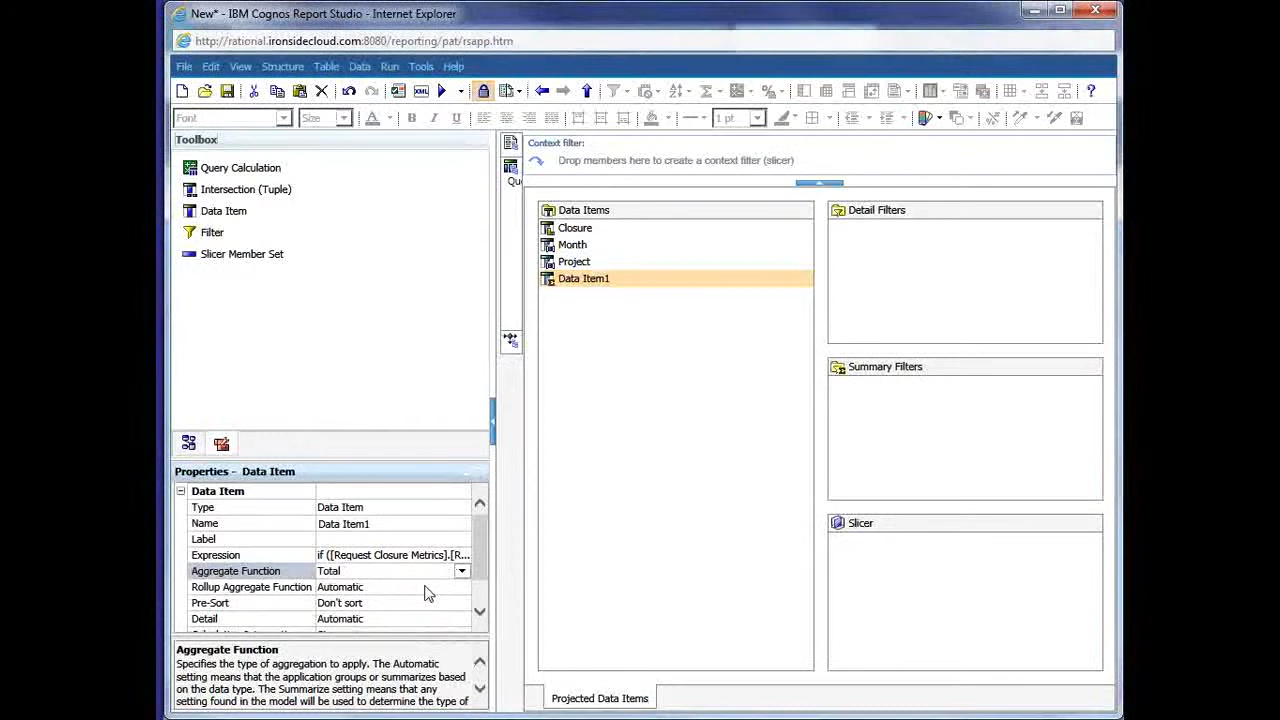 New* - IBM Cognos Report Studio - Internet Explorer
http://rational.ironsidecloud.com:8080/reporting/pat/rsapp.htm
File Edit View Structure Table Data Run Tools Help
Font Size 1 pt
Toolbox
Query Calculation
Intersection (Tuple)
Data Item
Filter
Slicer Member Set
Context filter:
Drop members here to create a context filter (slicer)
Data Items
Closure
Month
Project
Data Item1
Detail Filters
Summary Filters
Slicer
Properties - Data Item
Data Item
Type Data Item
Name Data Item1
Label
Expression if ([Request Closure Metrics].[R...
Aggregate Function Total
Rollup Aggregate Function Automatic
Pre-Sort Don't sort
Detail Automatic
Aggregate Function
Specifies the type of aggregation to apply. The Automatic
setting means that the application groups or summarizes based
on the data type. The Summarize setting means that any
setting found in the model will be used to determine the type of
Projected Data Items